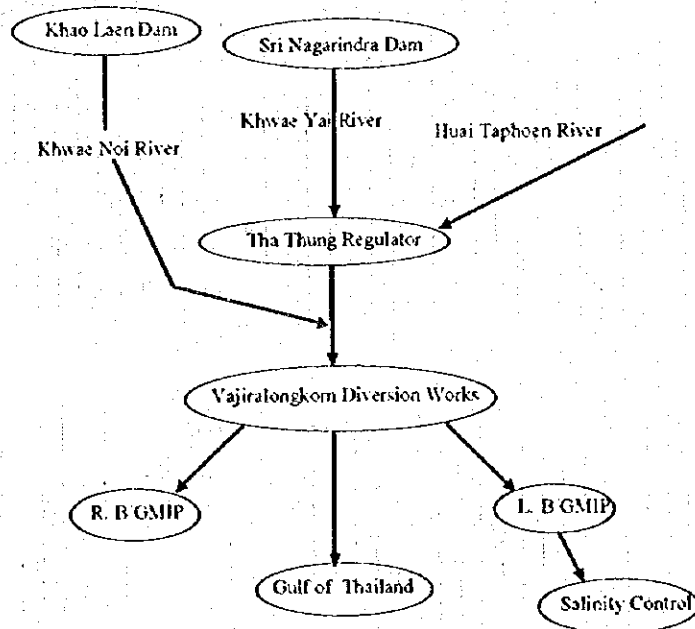 Khao Laen Dam
Sri Nagarindra Dam
Khwae Yai River
Huai Taphoen River
Khwae Noi River
Tha Thung Regulator
Vajiralongkorn Diversion Works
R. B GMIP
L. B GMIP
Gulf of Thailand
Salinity Control